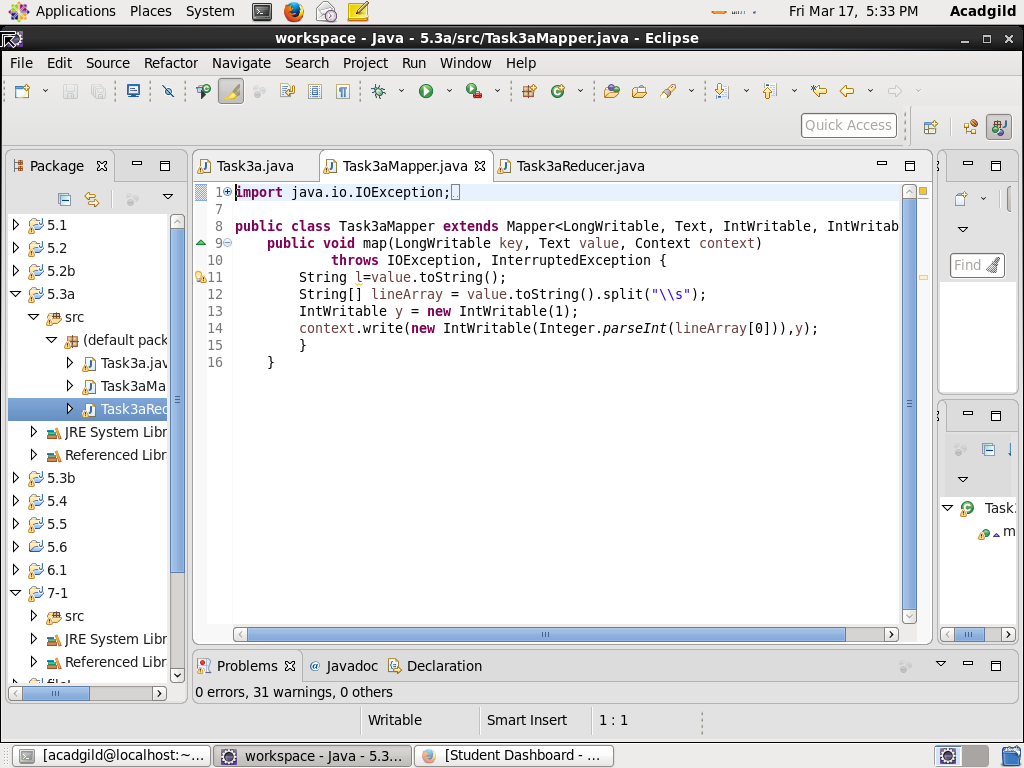 Applications Places System Fri Mar 17, 5:33 PM Acadgild
workspace - Java - 5.3a/src/Task3aMapper.java - Eclipse
File Edit Source Refactor Navigate Search Project Run Window Help
Quick Access
Package
5.1
5.2
5.2b
5.3a
src
(default pack
Task3a.jav
Task3aMa
Task3aRec
JRE System Libr
Referenced Libr
5.3b
5.4
5.5
5.6
6.1
7-1
src
JRE System Libr
Referenced Libr
Task3a.java Task3aMapper.java Task3aReducer.java
1 import java.io.IOException;
7
8 public class Task3aMapper extends Mapper<LongWritable, Text, IntWritable, IntWritab
9 public void map(LongWritable key, Text value, Context context)
10 throws IOException, InterruptedException {
11 String l=value.toString();
12 String[] lineArray = value.toString().split("\\s");
13 IntWritable y = new IntWritable(1);
14 context.write(new IntWritable(Integer.parseInt(lineArray[0])),y);
15 }
16 }
Find
Task
m
Problems @ Javadoc Declaration
0 errors, 31 warnings, 0 others
Writable Smart Insert 1 : 1
[acadgild@localhost:~... workspace - Java - 5.3... [Student Dashboard - ...